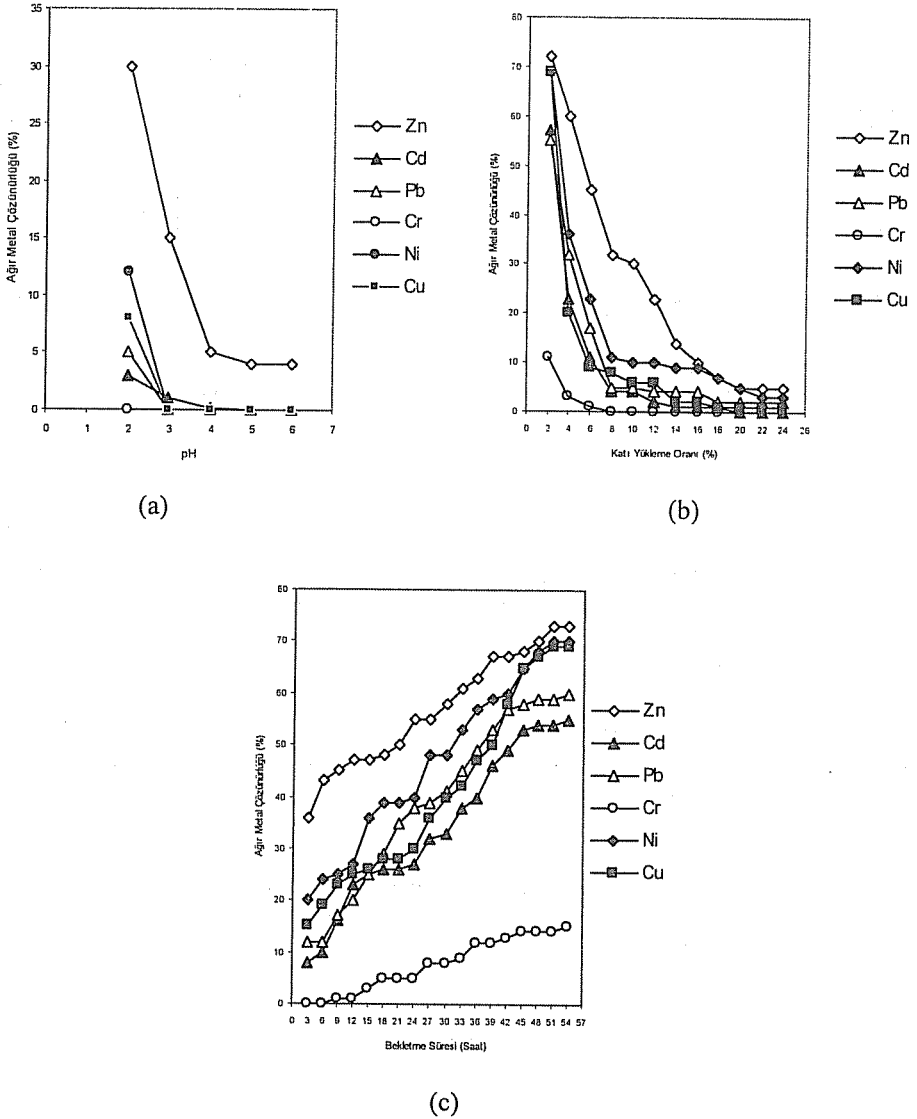 35
30
25
20
15
10
5
0
Ağır Metal Çözünürlüğü (%)
0 1 2 3 4 5 6 7
pH
Zn
Cd
Pb
Cr
Ni
Cu
(a)
80
70
60
50
40
30
20
10
0
Ağır Metal Çözünürlüğü (%)
0 2 4 6 8 10 12 14 16 18 20 22 24 26
Katı Yükleme Oranı (%)
Zn
Cd
Pb
Cr
Ni
Cu
(b)
80
70
60
50
40
30
20
10
0
Ağır Metal Çözünürlüğü (%)
0 3 6 9 12 15 18 21 24 27 30 33 36 39 42 45 48 51 54 57
Bekletme Süresi (Saat)
Zn
Cd
Pb
Cr
Ni
Cu
(c)